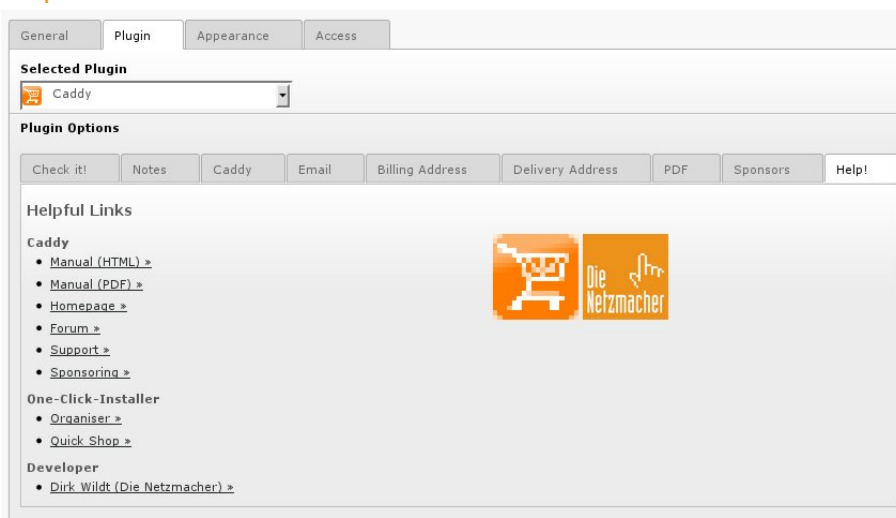 General Plugin Appearance Access
Selected Plugin
Caddy
Plugin Options
Check it! Notes Caddy Email Billing Address Delivery Address PDF Sponsors Help!
Helpful Links
Caddy
• Manual (HTML) »
• Manual (PDF) »
• Homepage »
• Forum »
• Support »
• Sponsoring »
Die
Netzmacher
One-Click-Installer
• Organiser »
• Quick Shop »
Developer
• Dirk Wildt (Die Netzmacher) »